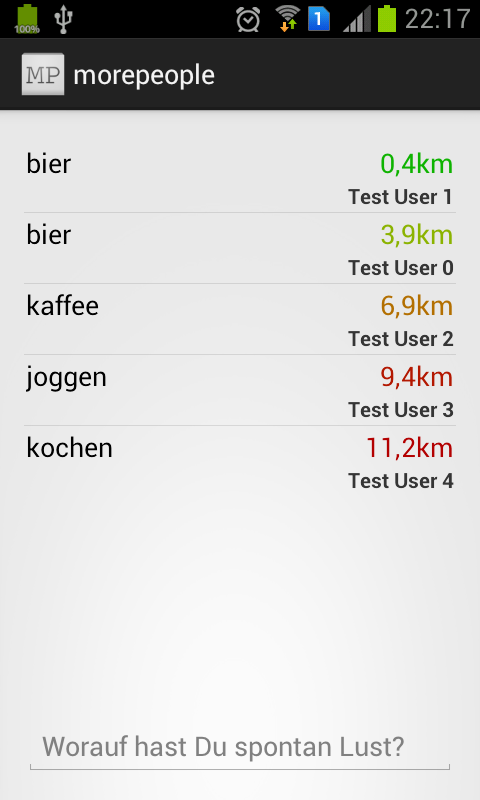 100%
1
22:17
MP morepeople
bier 0,4km
Test User 1
bier 3,9km
Test User 0
kaffee 6,9km
Test User 2
joggen 9,4km
Test User 3
kochen 11,2km
Test User 4
Worauf hast Du spontan Lust?